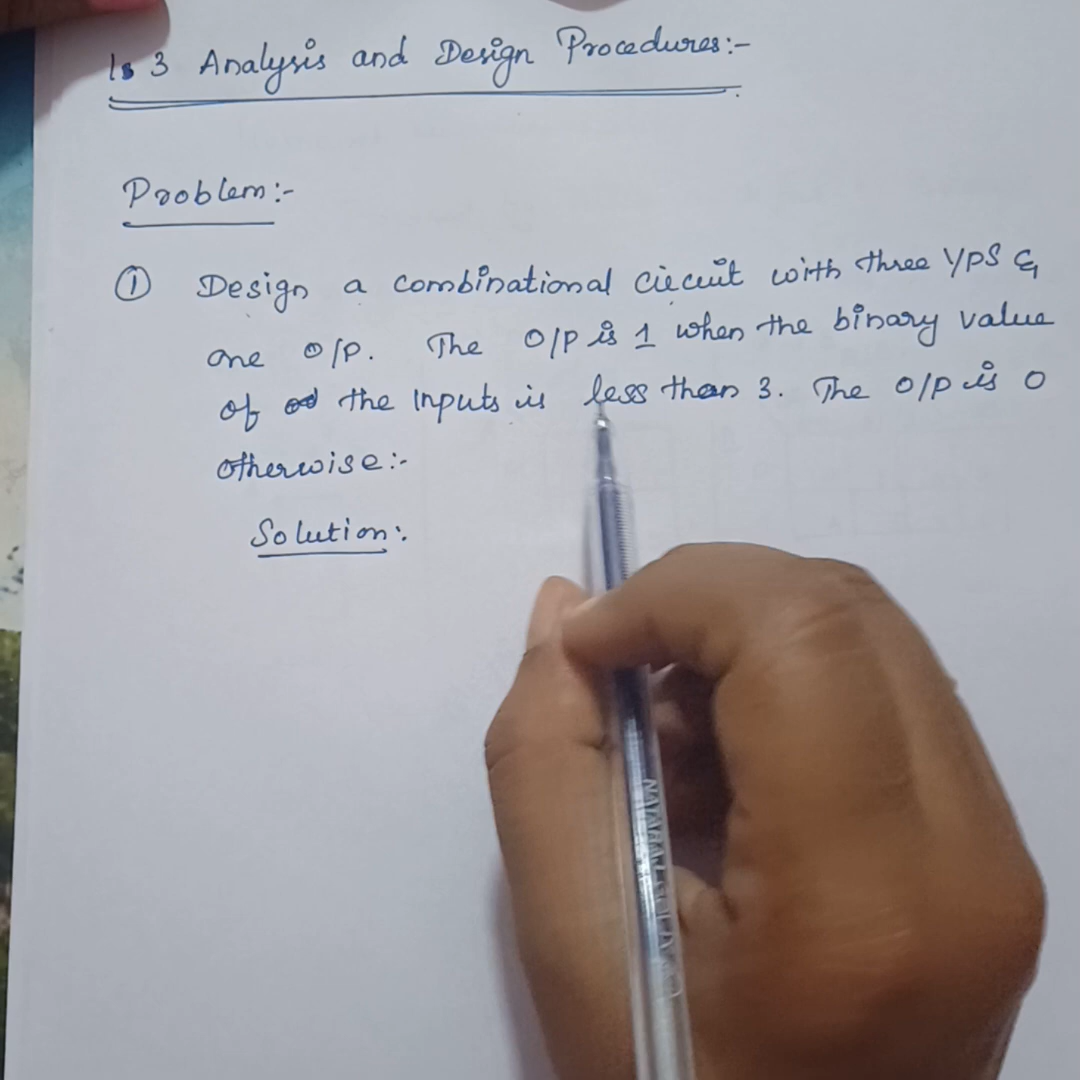 1.3 Analysis and Design Procedures:-
Problem:-
① Design a combinational circuit with three I/PS &
one O/P. The O/P is 1 when the binary value
of the Inputs is less than 3. The O/P is 0
otherwise:-
Solution: